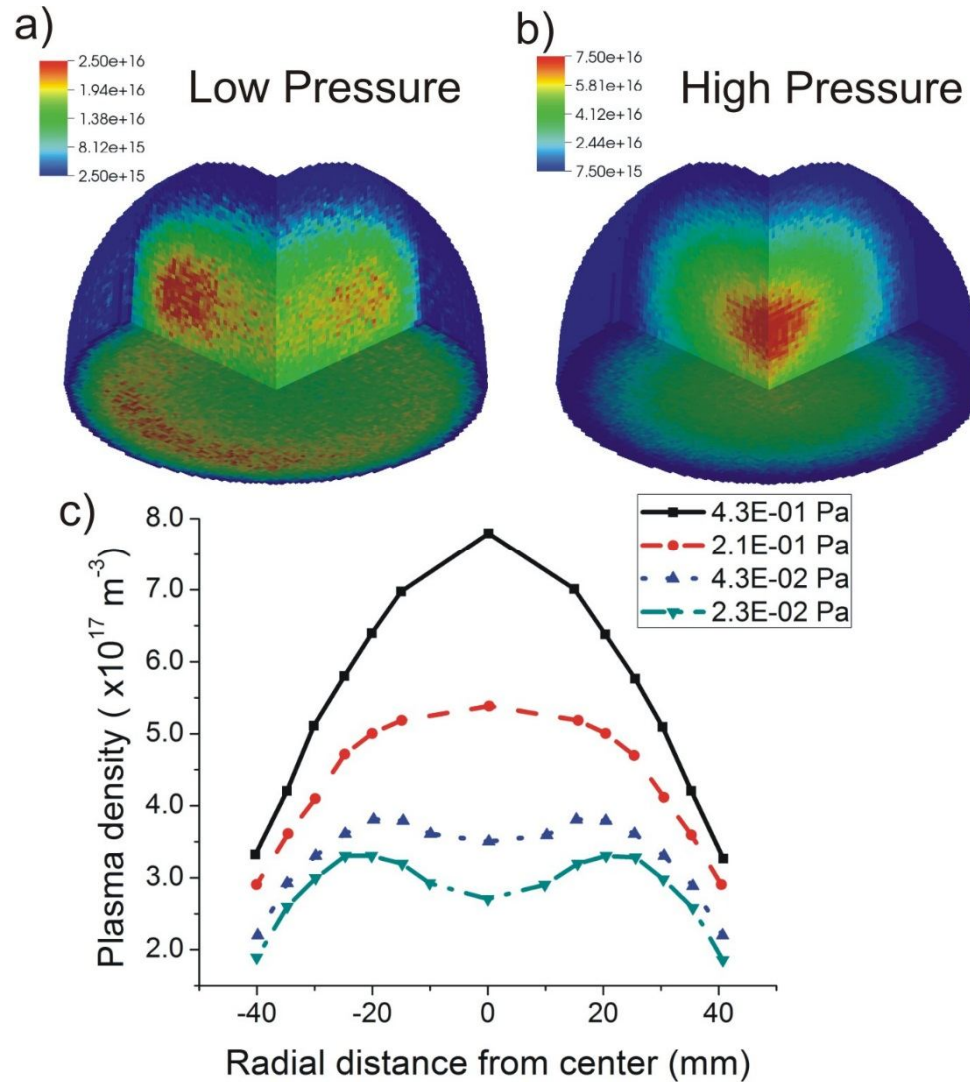 a)
2.50e+16
1.94e+16
1.38e+16
8.12e+15
2.50e+15
Low Pressure
b)
7.50e+16
5.81e+16
4.12e+16
2.44e+16
7.50e+15
High Pressure
c)
4.3E-01 Pa
2.1E-01 Pa
4.3E-02 Pa
2.3E-02 Pa
Plasma density ( x10¹⁷ m⁻³)
8.0
7.0
6.0
5.0
4.0
3.0
2.0
-40 -20 0 20 40
Radial distance from center (mm)